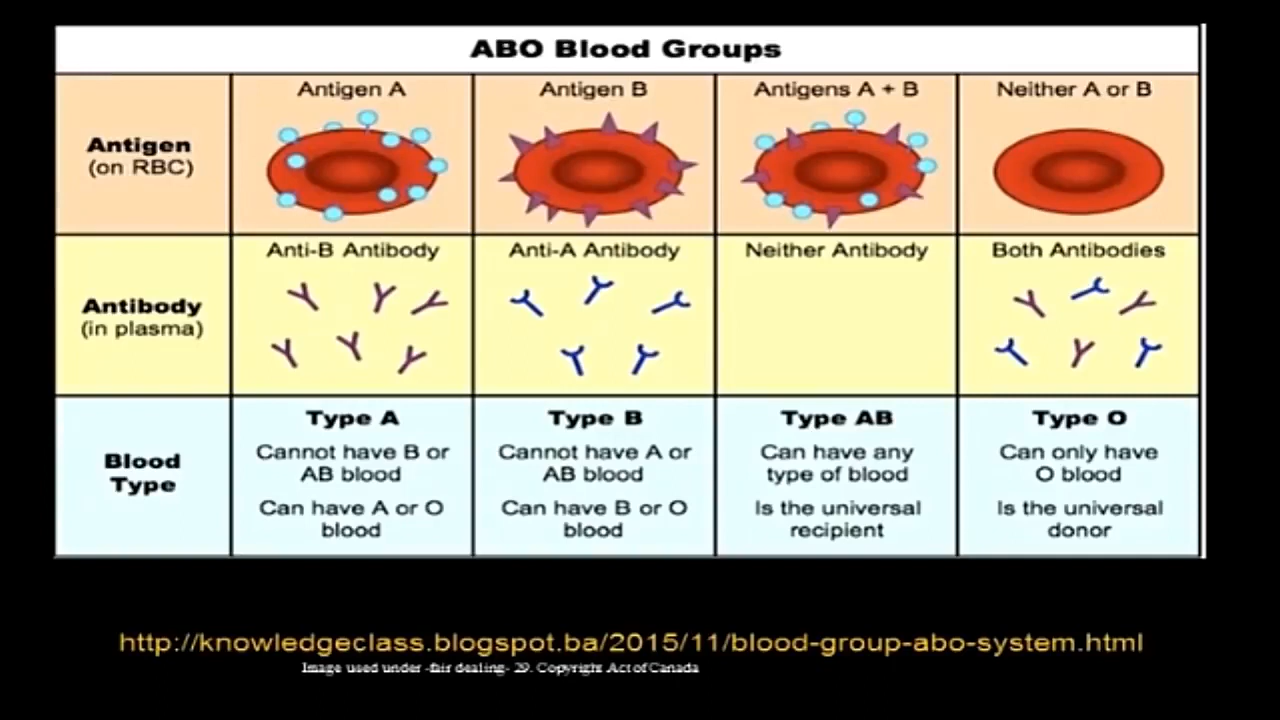 ABO Blood Groups
Antigen
(on RBC)
Antigen A
Antigen B
Antigens A + B
Neither A or B
Antibody
(in plasma)
Anti-B Antibody
Anti-A Antibody
Neither Antibody
Both Antibodies
Blood
Type
Type A
Cannot have B or
AB blood
Can have A or O
blood
Type B
Cannot have A or
AB blood
Can have B or O
blood
Type AB
Can have any
type of blood
Is the universal
recipient
Type O
Can only have
O blood
Is the universal
donor
http://knowledgeclass.blogspot.ba/2015/11/blood-group-abo-system.html
Image used under -fair dealing- 29. Copyright Act of Canada